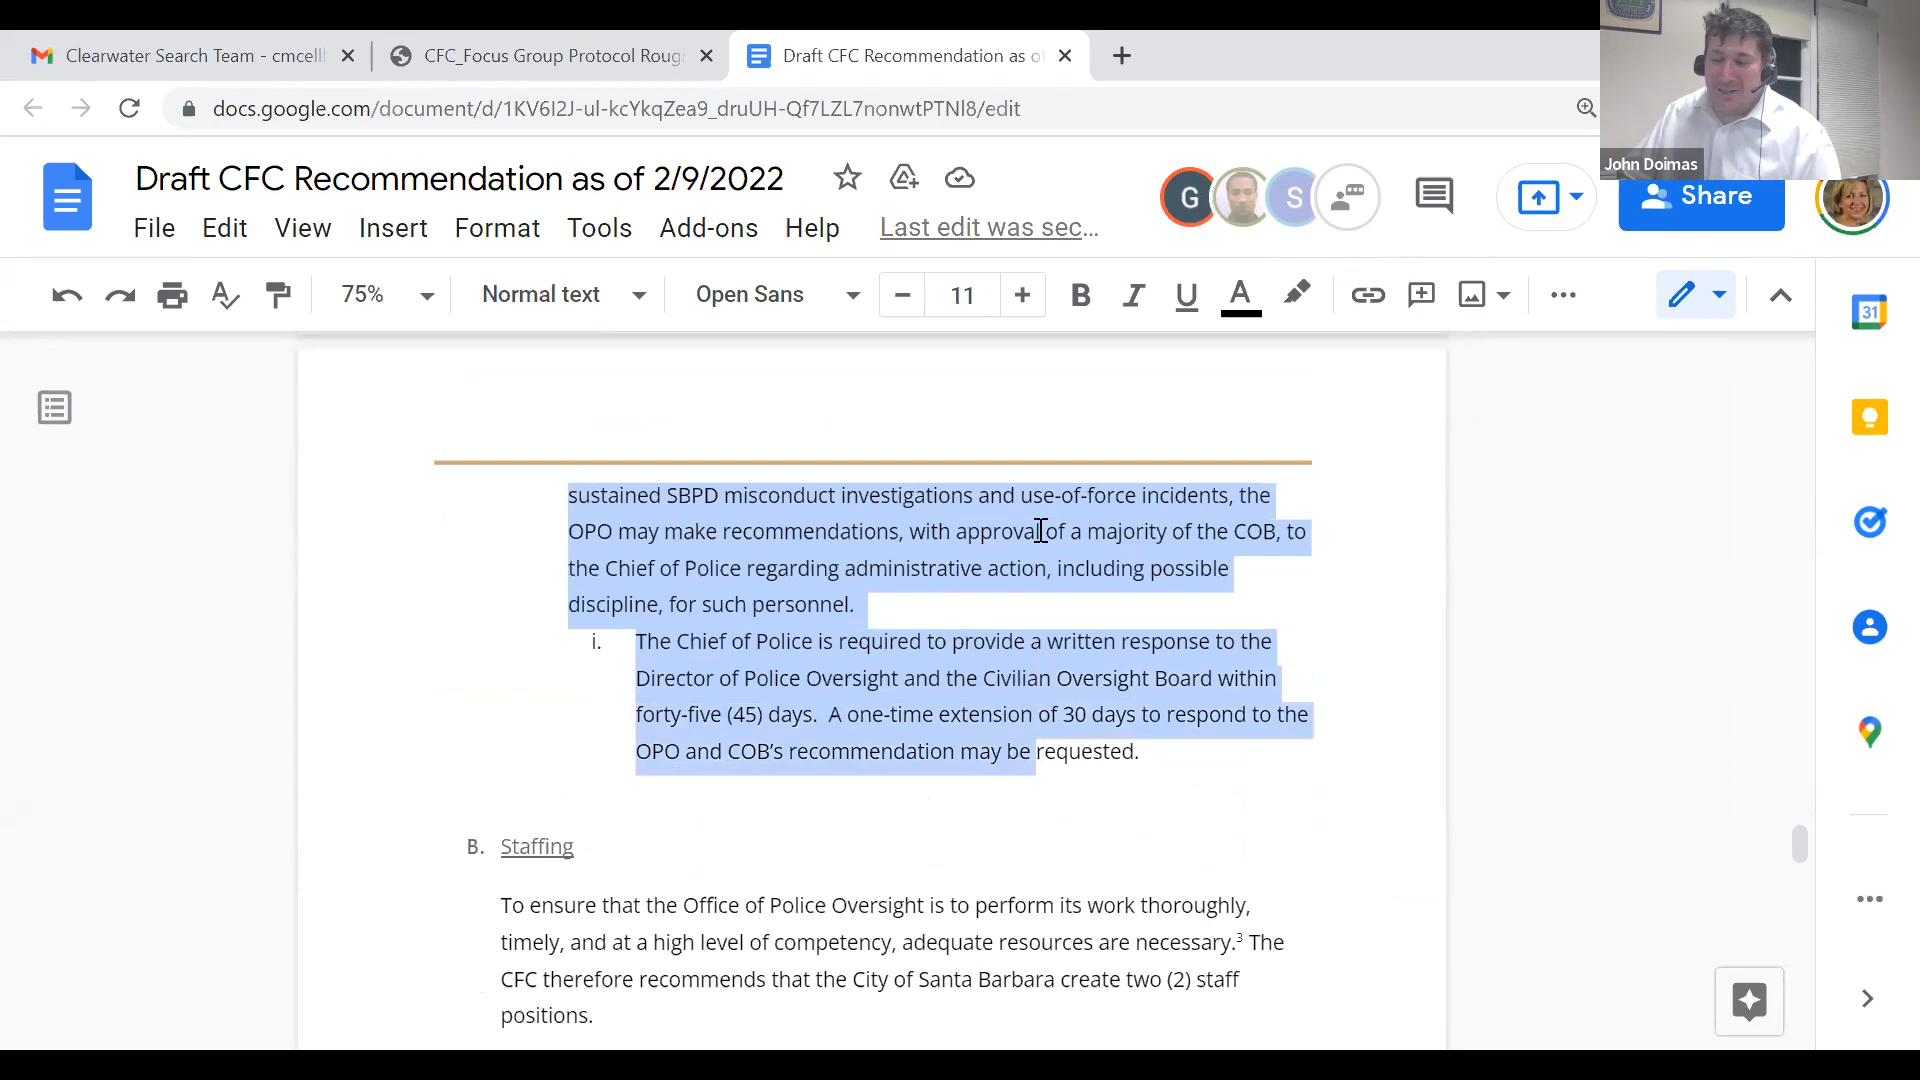 Clearwater Search Team - cmcelll
CFC_Focus Group Protocol Roug
Draft CFC Recommendation as of
docs.google.com/document/d/1KV6l2J-ul-kcYkqZea9_druUH-Qf7LZL7nonwtPTNl8/edit
John Doimas
Draft CFC Recommendation as of 2/9/2022
G
S
Share
File Edit View Insert Format Tools Add-ons Help Last edit was sec...
75% Normal text Open Sans 11 B I U A
31
sustained SBPD misconduct investigations and use-of-force incidents, the
OPO may make recommendations, with approval of a majority of the COB, to
the Chief of Police regarding administrative action, including possible
discipline, for such personnel.
i. The Chief of Police is required to provide a written response to the
Director of Police Oversight and the Civilian Oversight Board within
forty-five (45) days. A one-time extension of 30 days to respond to the
OPO and COB's recommendation may be requested.
B. Staffing
To ensure that the Office of Police Oversight is to perform its work thoroughly,
timely, and at a high level of competency, adequate resources are necessary.³ The
CFC therefore recommends that the City of Santa Barbara create two (2) staff
positions.